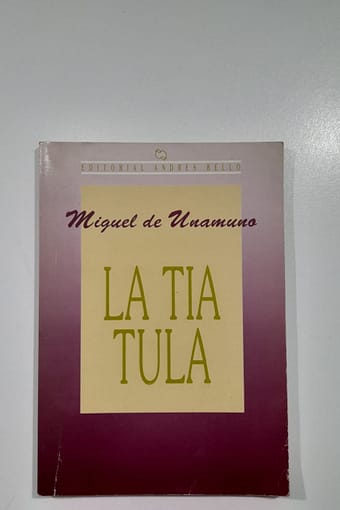 EDITORIAL ANDRES BELLO
Miguel de Unamuno
LA TIA
TULA